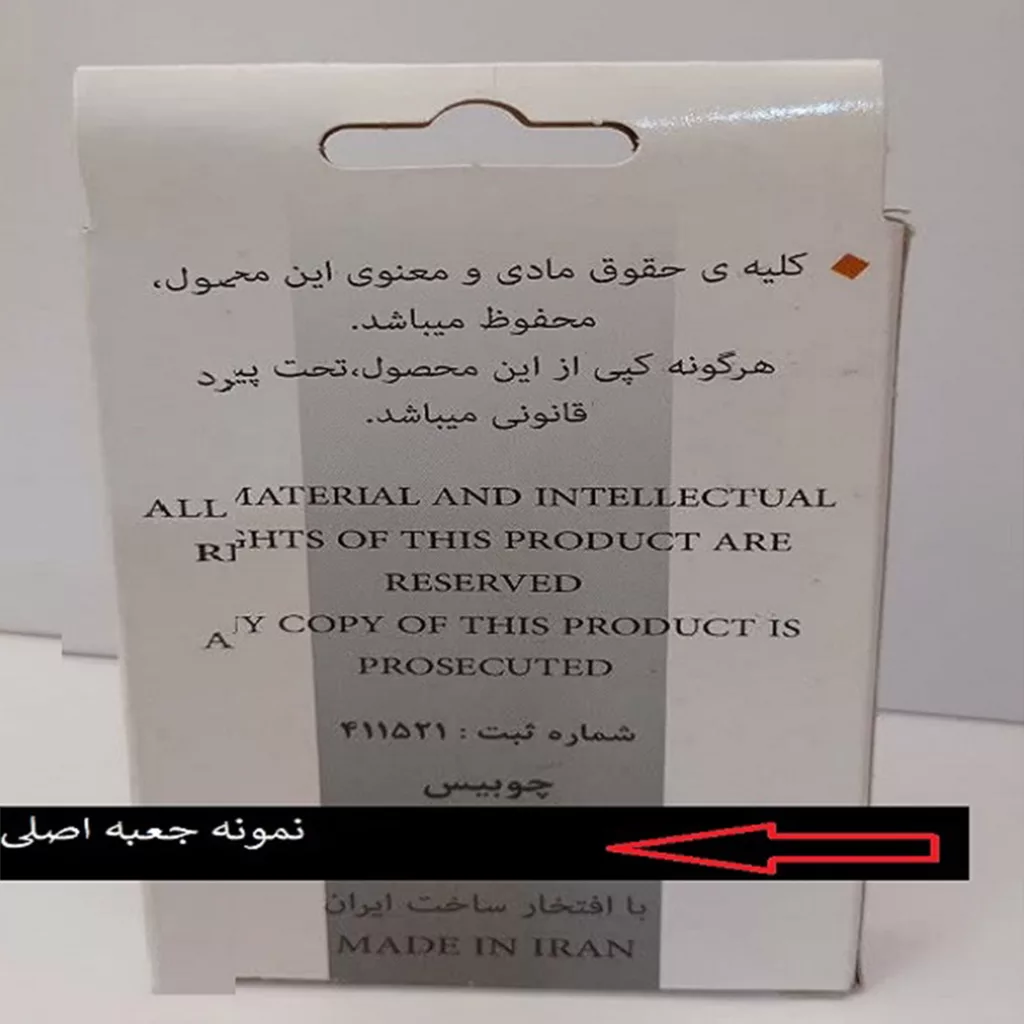 کلیه ی حقوق مادی و معنوی این محصول،
محفوظ میباشد.
هرگونه کپی از این محصول،تحت پیرد
قانونی میباشد.
ALL MATERIAL AND INTELLECTUAL
RIGHTS OF THIS PRODUCT ARE
RESERVED
ANY COPY OF THIS PRODUCT IS
PROSECUTED
شماره ثبت : ۴۱۱۵۲۱
چوبیس
نمونه جعبه اصلی
با افتخار ساخت ایران
MADE IN IRAN